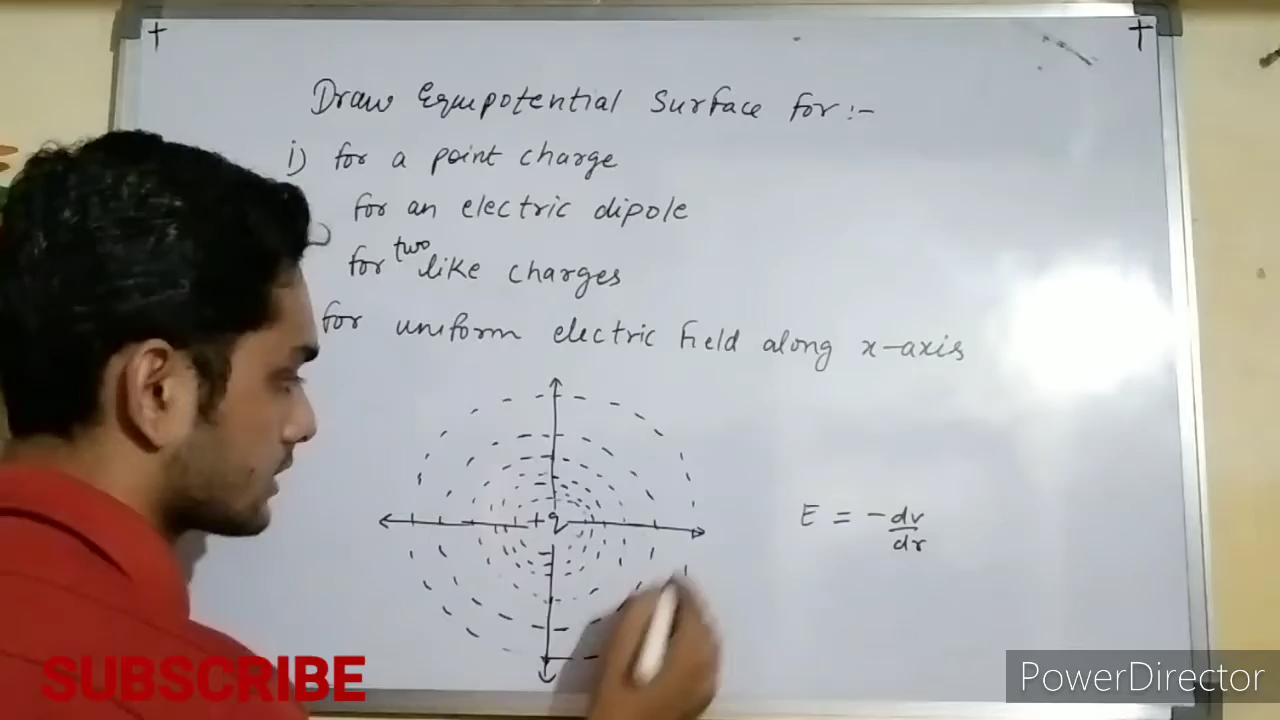 Draw Equipotential Surface for :-
i) for a point charge
for an electric dipole
for two like charges
for uniform electric field along x-axis
+q
E = -dv/dr
SUBSCRIBE
PowerDirector